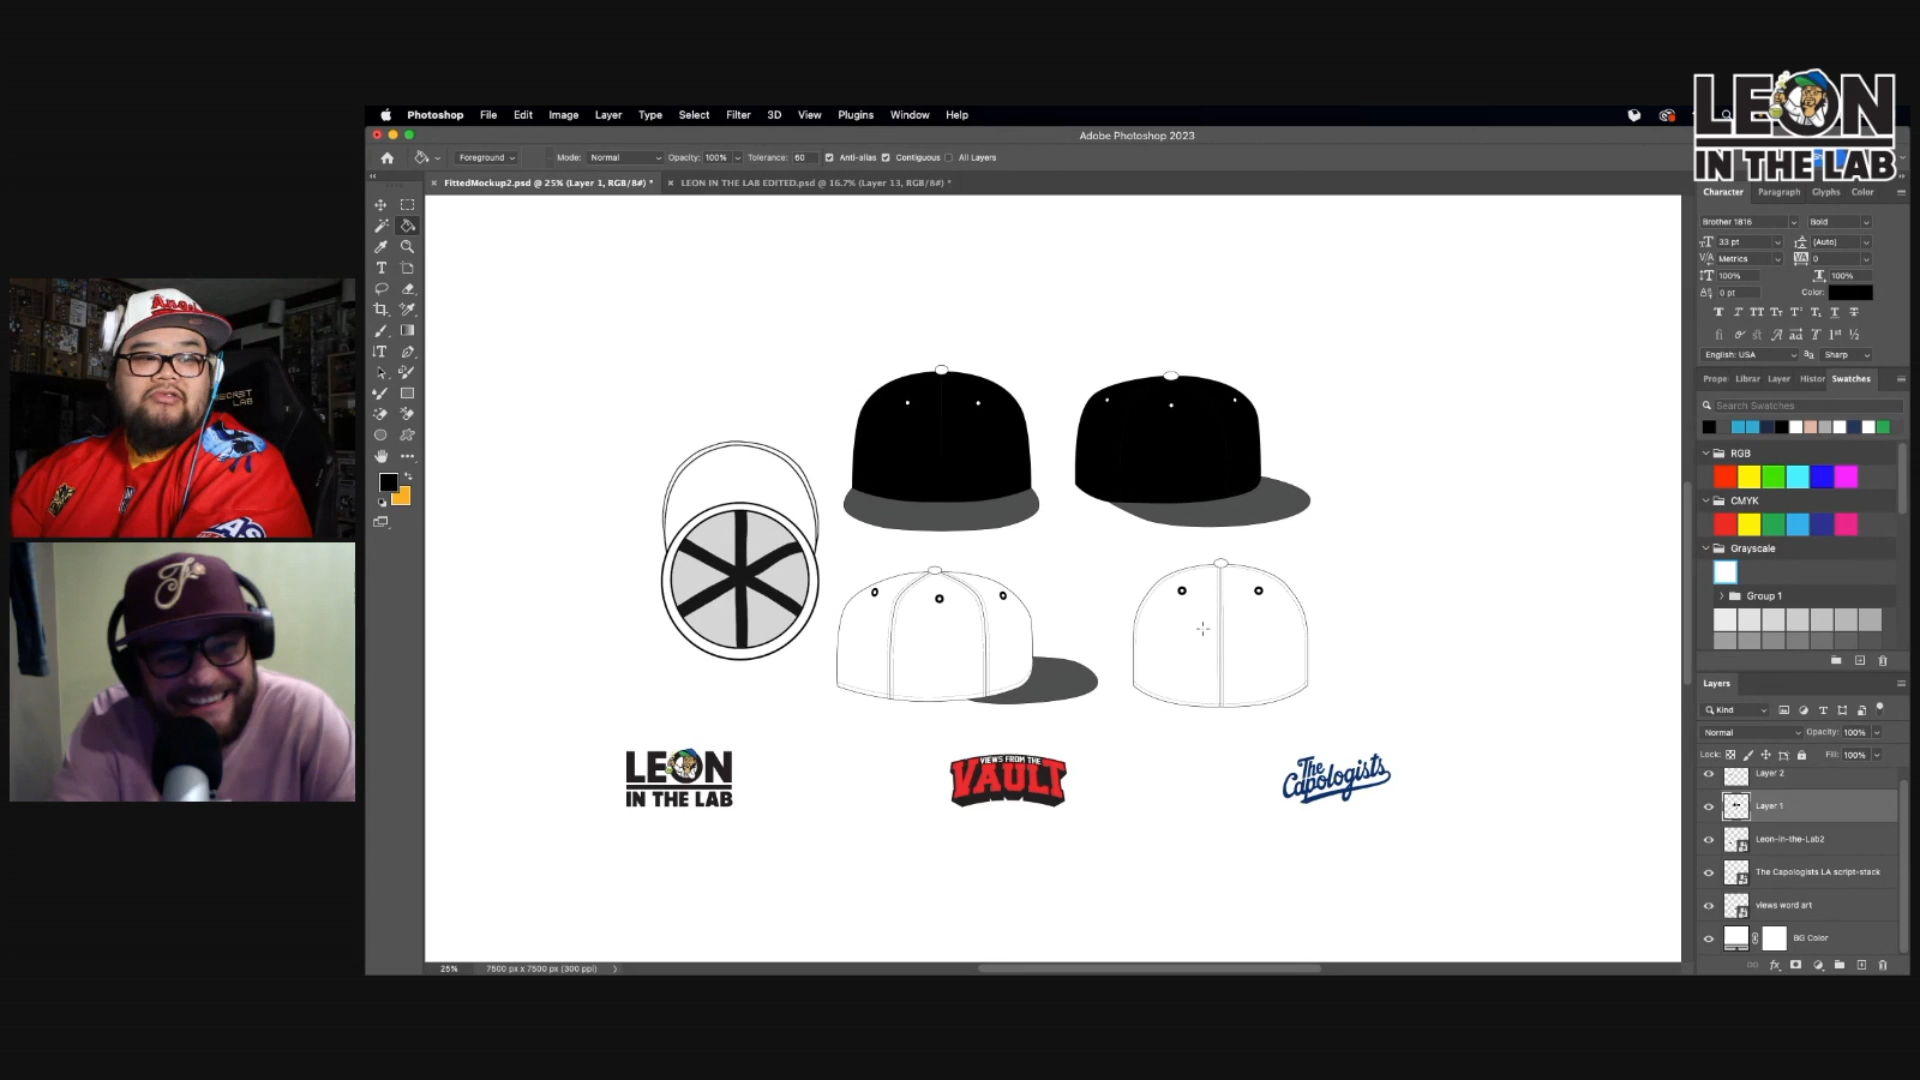 LEON
IN THE LAB
Photoshop File Edit Image Layer Type Select Filter 3D View Plugins Window Help
Adobe Photoshop 2023
Foreground Mode: Normal Opacity: 100% Tolerance: 60 Anti-alias Contiguous All Layers
FittedMockup2.psd @ 25% (Layer 1, RGB/8#) * LEON IN THE LAB EDITED.psd @ 16.7% (Layer 13, RGB/8#) *
Character Paragraph Glyphs Color
Brother 1816 Bold
33 pt (Auto)
Metrics 0
100% 100%
0 pt Color:
English: USA Sharp
Prope Librar Layer Histor Swatches
Search Swatches
RGB
CMYK
Grayscale
Group 1
Layers
Kind
Normal Opacity: 100%
Lock: Fill: 100%
Layer 2
Layer 1
Leon-in-the-Lab2
The Capologists LA script-stack
views word art
BG Color
LEON
IN THE LAB
VIEWS FROM THE
VAULT
The
Capologists
25% 7500 px x 7500 px (300 ppi)